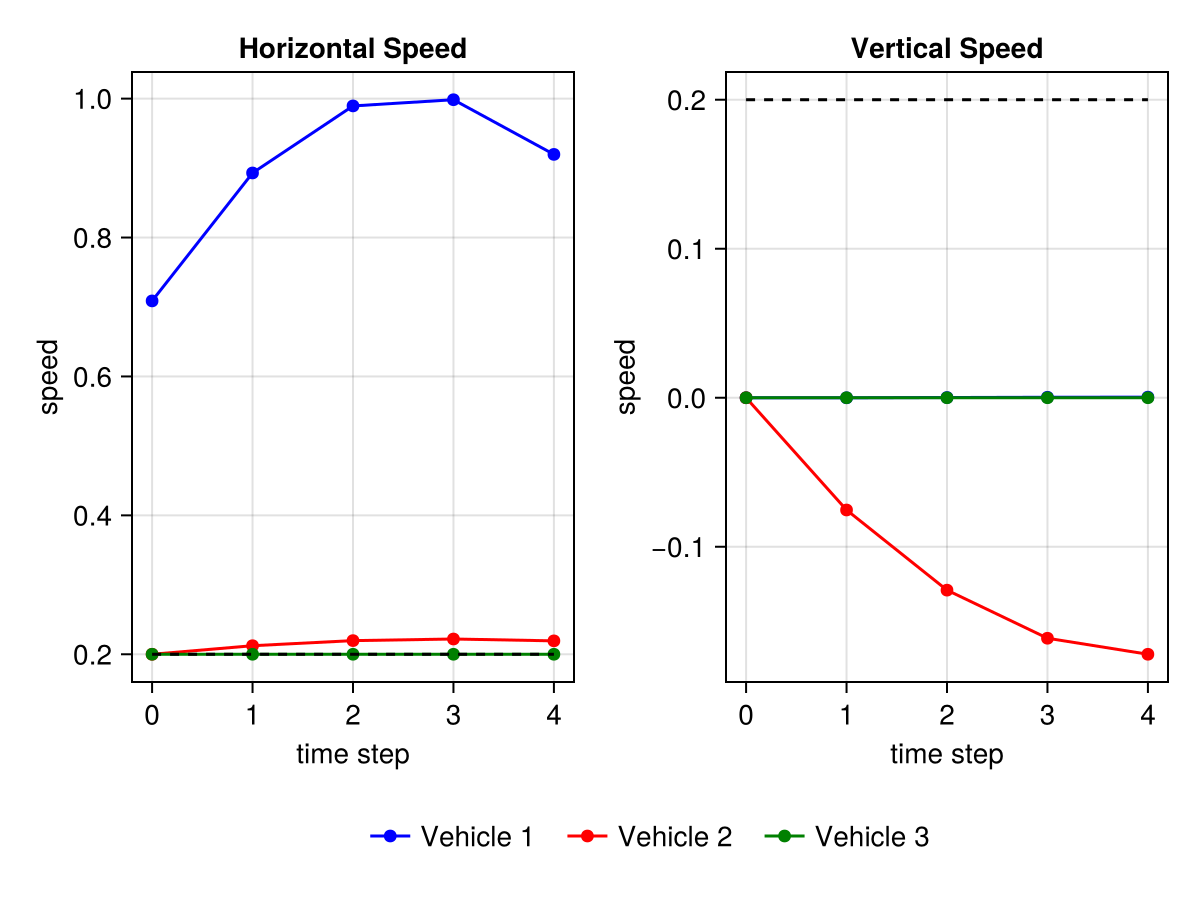 Horizontal Speed
1.0
0.8
0.6
0.4
0.2
speed
0 1 2 3 4
time step
Vertical Speed
0.2
0.1
0.0
−0.1
speed
0 1 2 3 4
time step
Vehicle 1 Vehicle 2 Vehicle 3